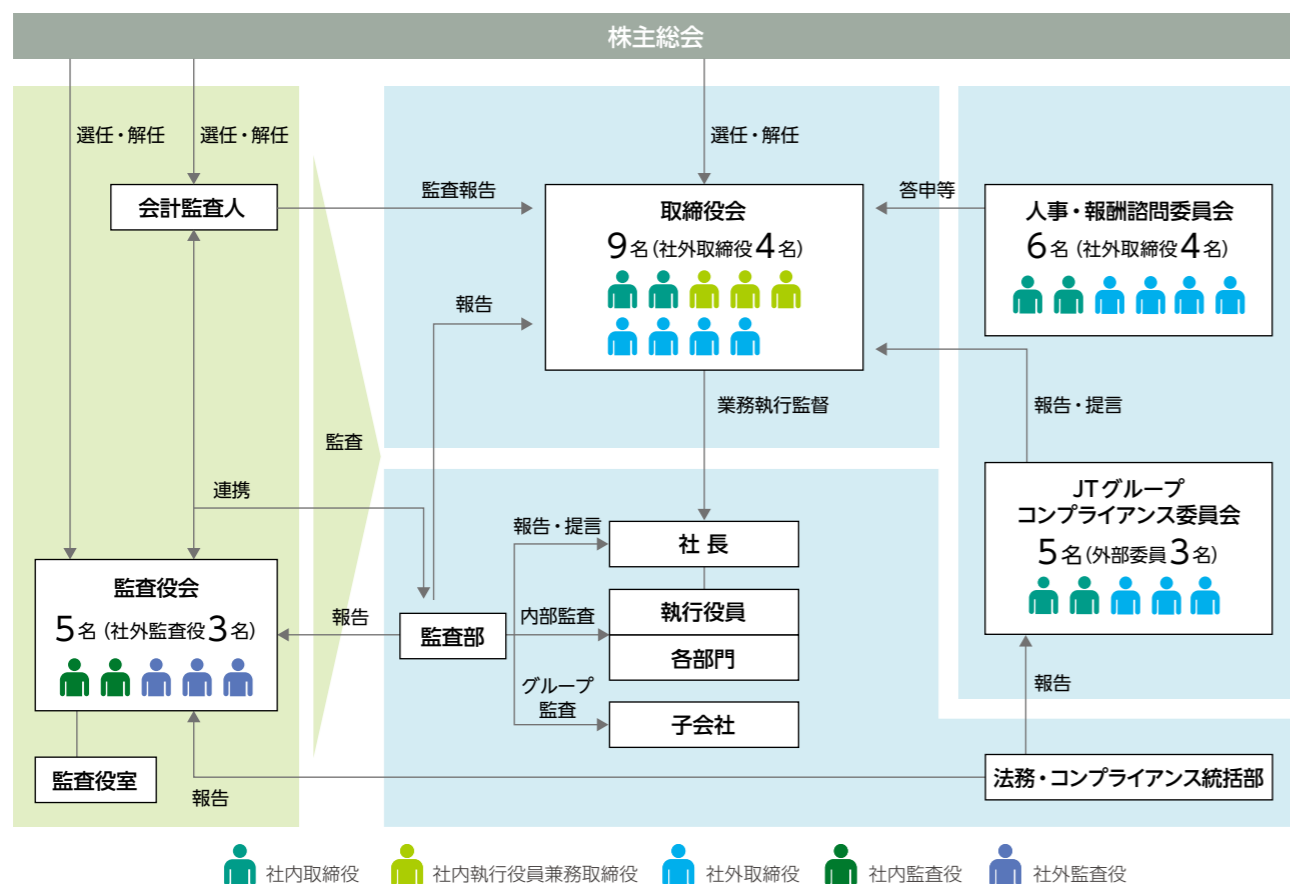 株主総会
選任・解任
選任・解任
選任・解任
会計監査人
監査報告
取締役会
9名(社外取締役4名)
答申等
人事・報酬諮問委員会
6名(社外取締役4名)
報告
業務執行監督
報告・提言
監査
連携
JTグループ
コンプライアンス委員会
5名(外部委員3名)
報告・提言
社長
監査役会
5名(社外監査役3名)
報告
監査部
内部監査
執行役員
各部門
グループ
監査
子会社
報告
監査役室
報告
法務・コンプライアンス統括部
社内取締役
社内執行役員兼務取締役
社外取締役
社内監査役
社外監査役